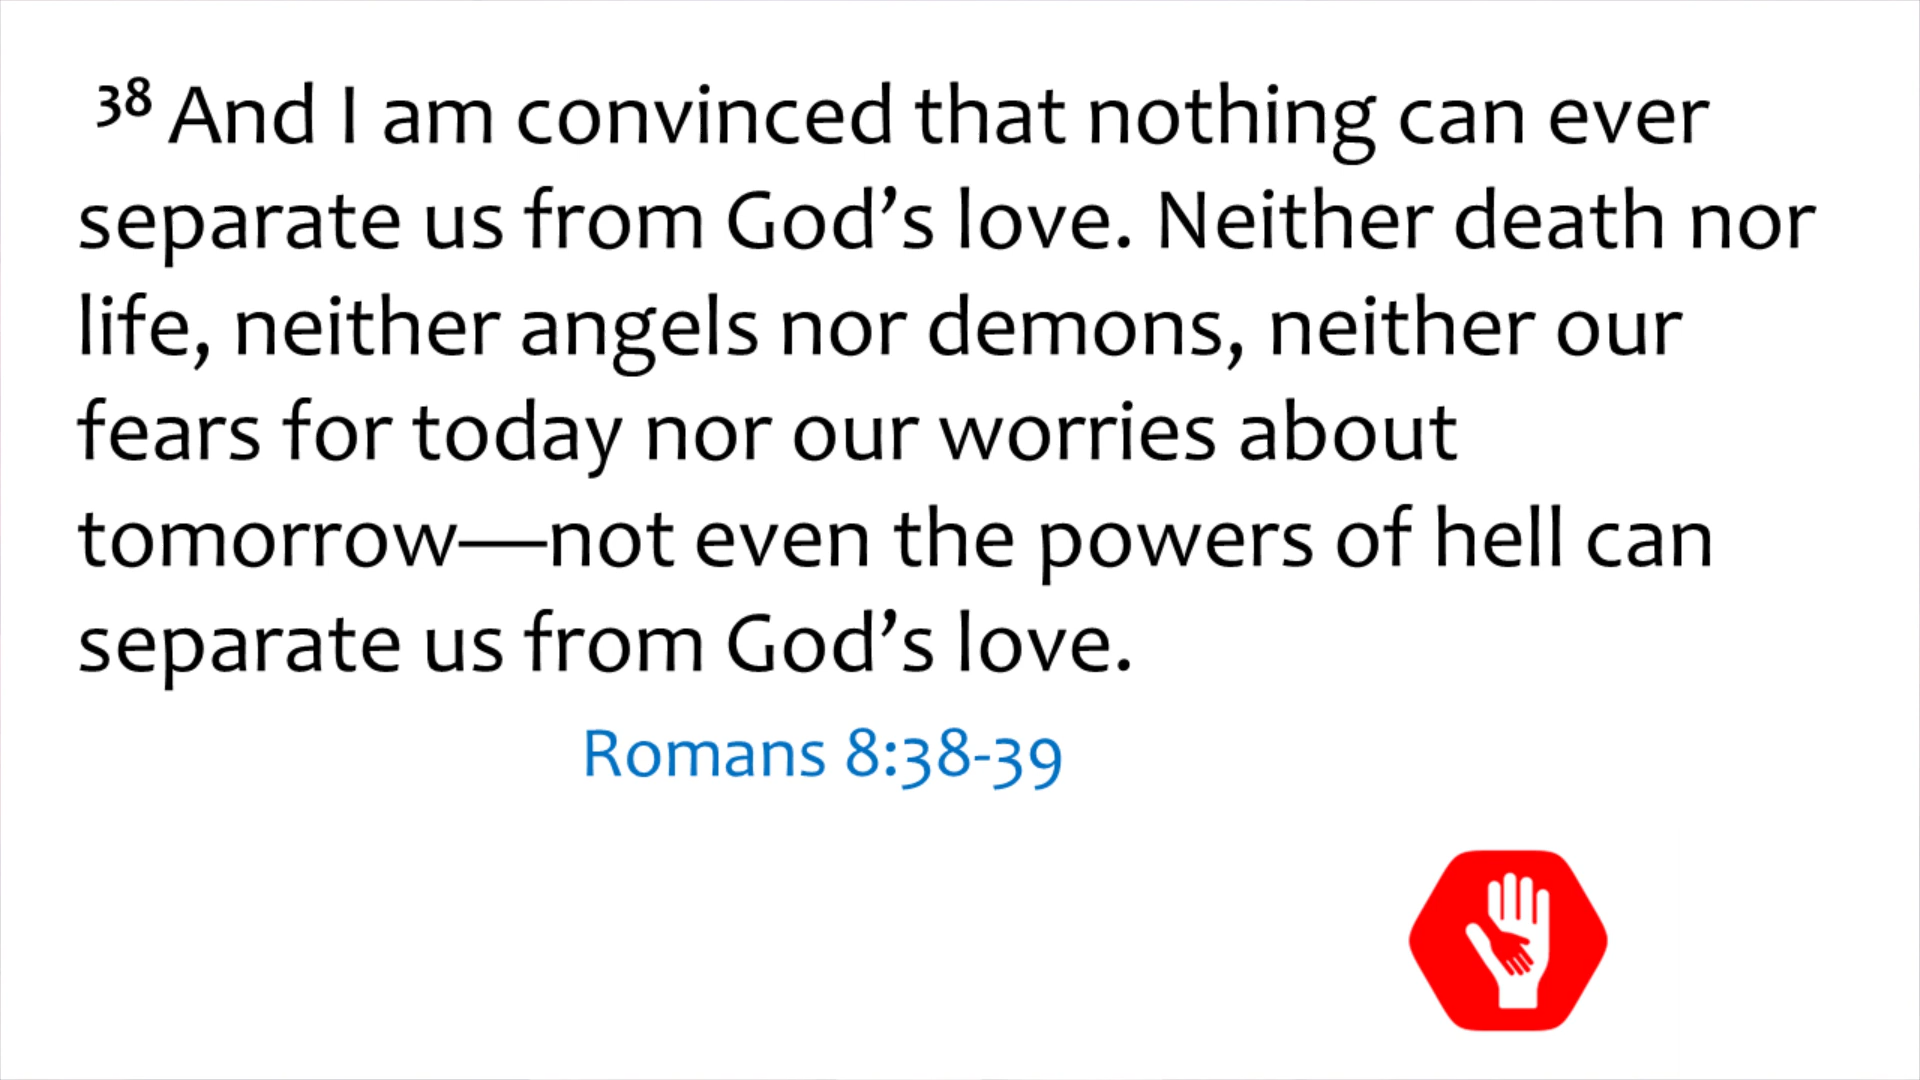 ³⁸ And I am convinced that nothing can ever
separate us from God’s love. Neither death nor
life, neither angels nor demons, neither our
fears for today nor our worries about
tomorrow—not even the powers of hell can
separate us from God’s love.
Romans 8:38-39